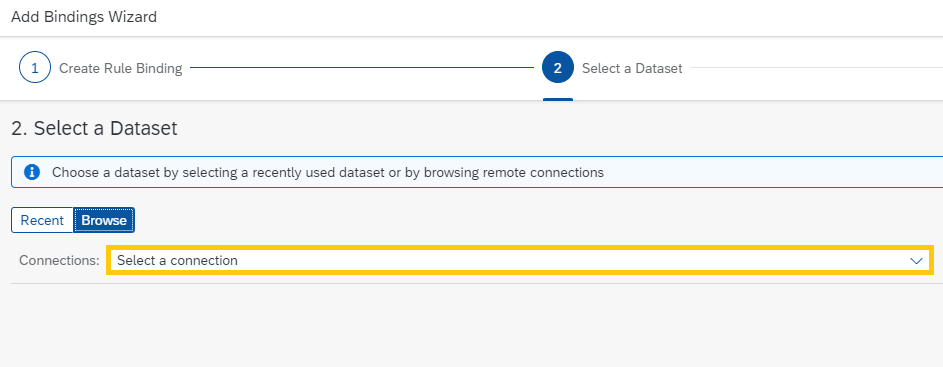 Add Bindings Wizard
1 Create Rule Binding 2 Select a Dataset
2. Select a Dataset
Choose a dataset by selecting a recently used dataset or by browsing remote connections
Recent Browse
Connections: Select a connection